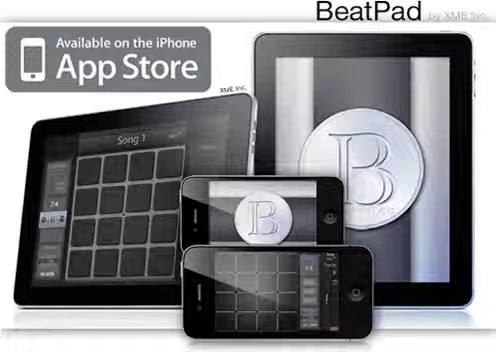 BeatPad by XME Inc.
Available on the iPhone
App Store
XME Inc.
Song 1
B
B